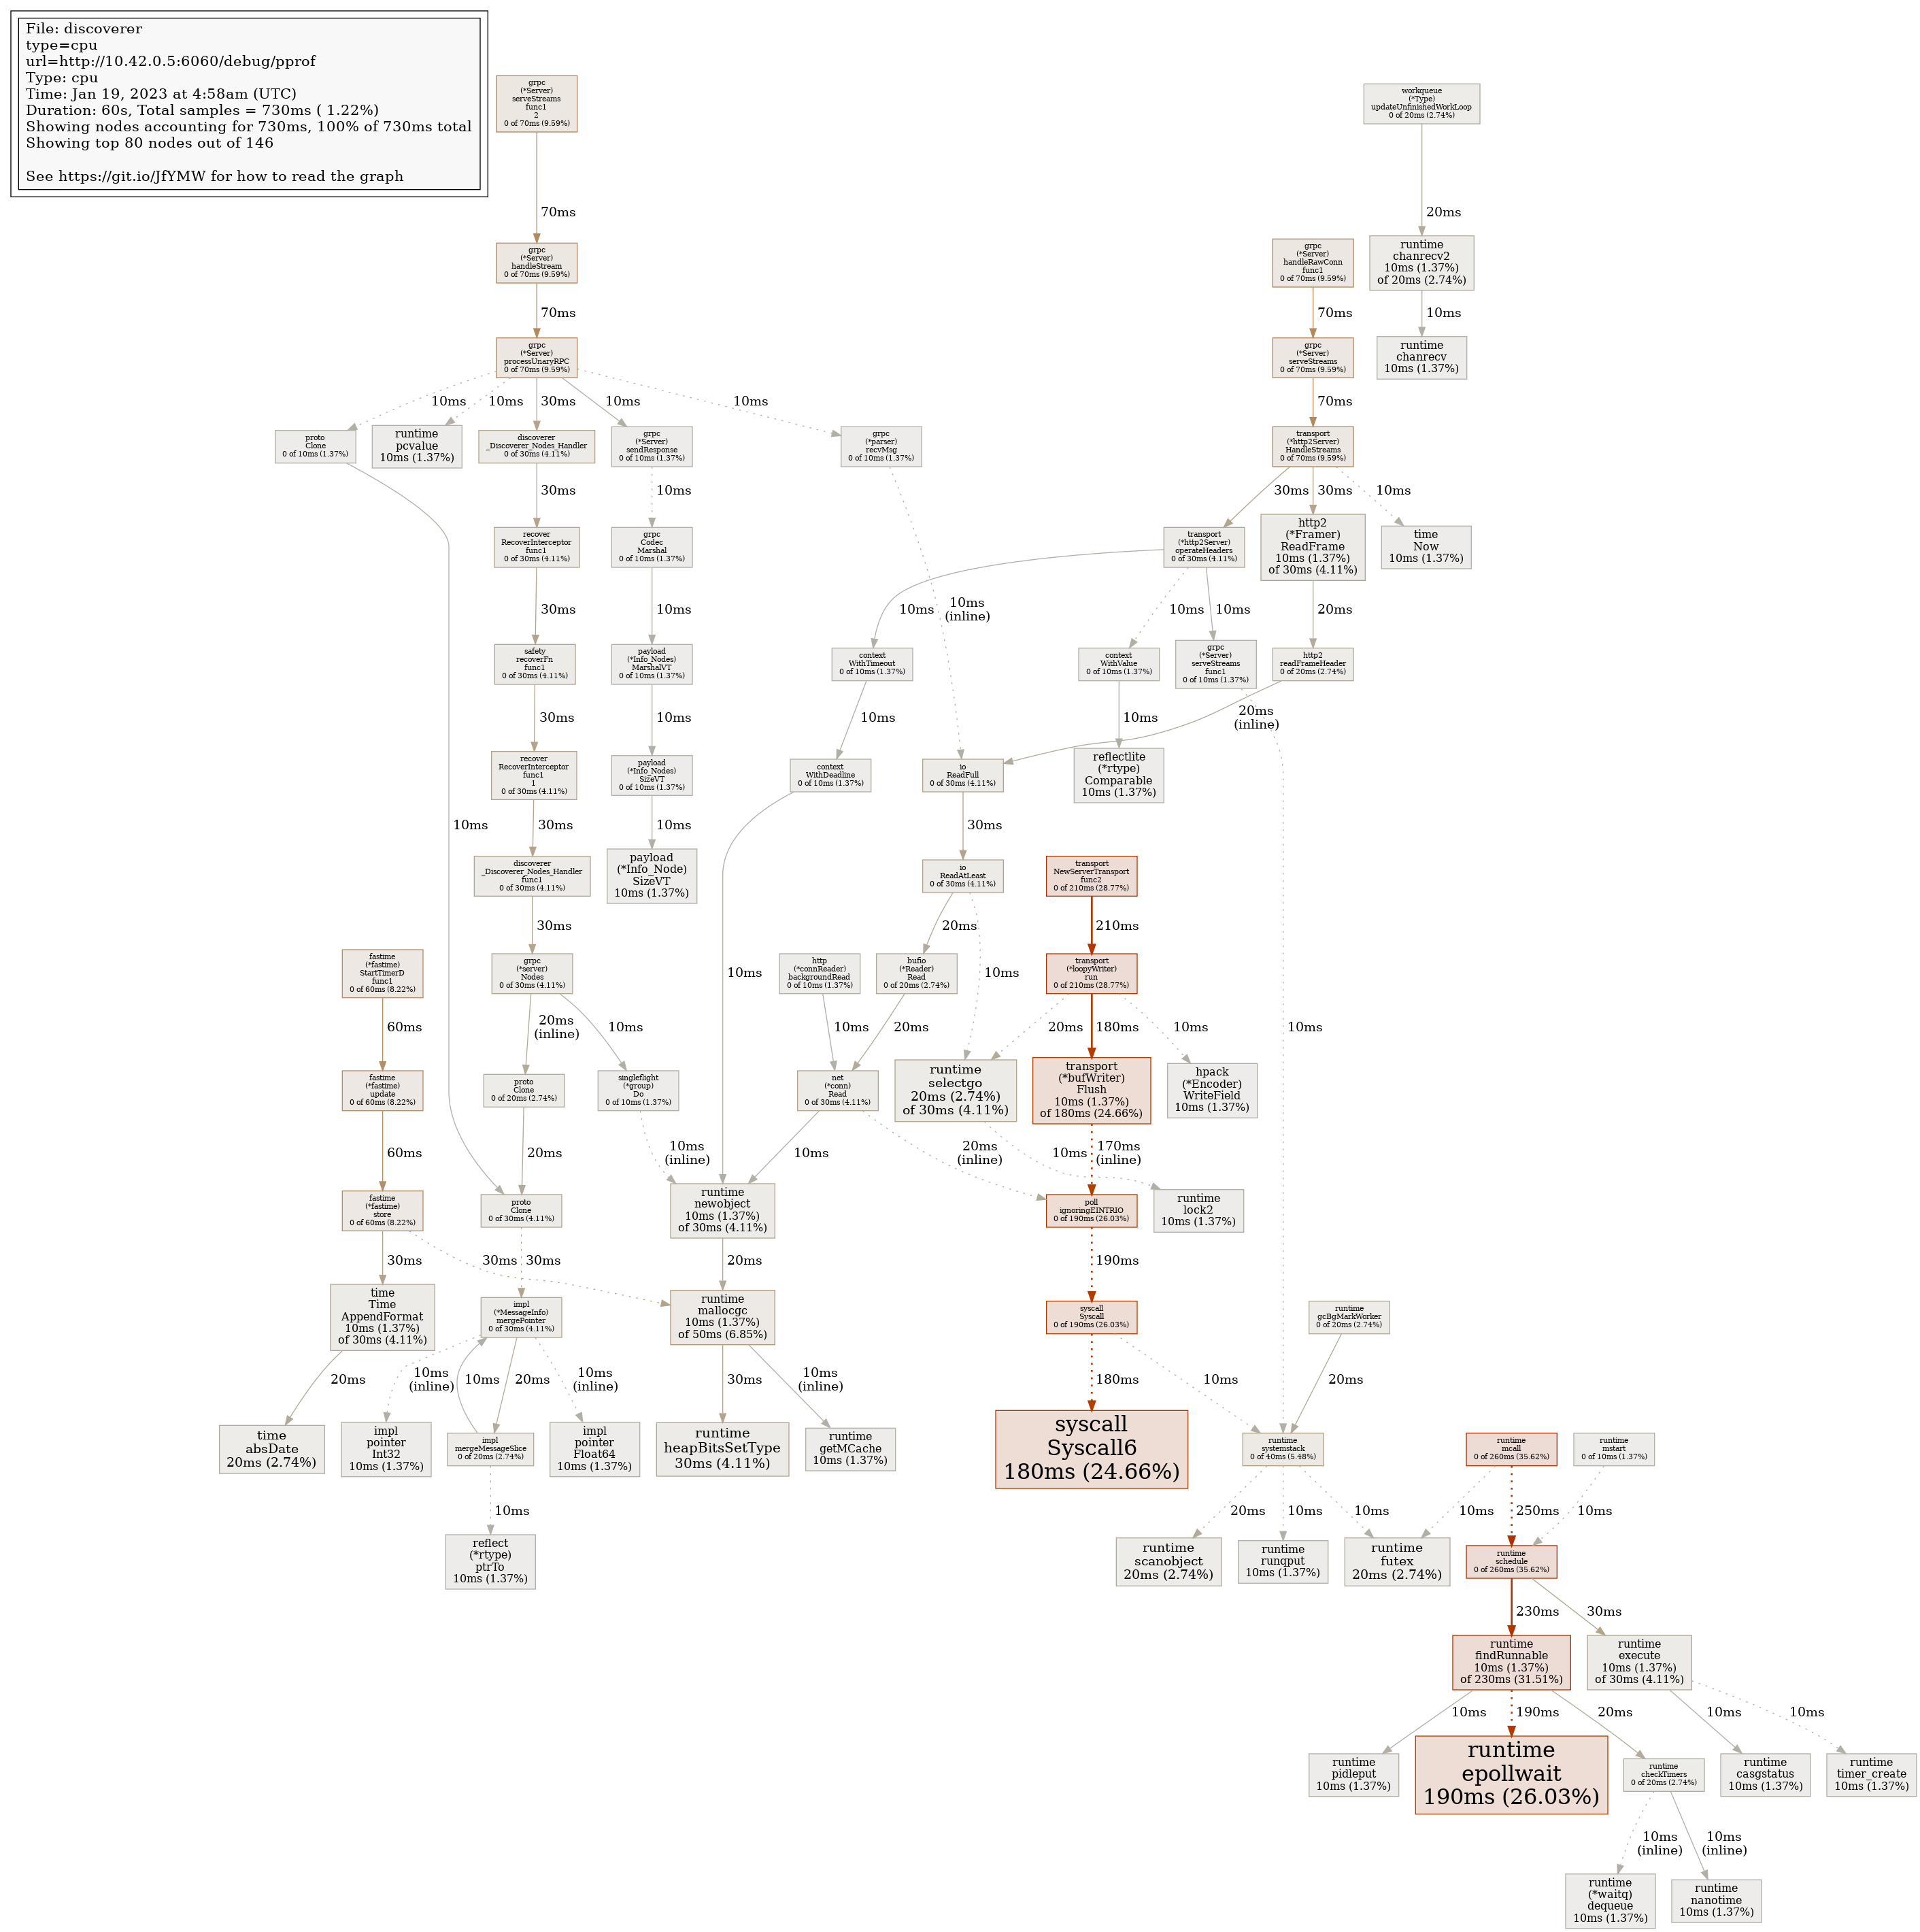 File: discoverer
type=cpu
url=http://10.42.0.5:6060/debug/pprof
Type: cpu
Time: Jan 19, 2023 at 4:58am (UTC)
Duration: 60s, Total samples = 730ms ( 1.22%)
Showing nodes accounting for 730ms, 100% of 730ms total
Showing top 80 nodes out of 146
See https://git.io/JfYMW for how to read the graph
grpc
(*Server)
serveStreams
func1
2
0 of 70ms (9.59%)
workqueue
(*Type)
updateUnfinishedWorkLoop
0 of 20ms (2.74%)
70ms
20ms
grpc
(*Server)
handleStream
0 of 70ms (9.59%)
grpc
(*Server)
handleRawConn
func1
0 of 70ms (9.59%)
runtime
chanrecv2
10ms (1.37%)
of 20ms (2.74%)
70ms
70ms
10ms
grpc
(*Server)
processUnaryRPC
0 of 70ms (9.59%)
grpc
(*Server)
serveStreams
0 of 70ms (9.59%)
runtime
chanrecv
10ms (1.37%)
10ms
10ms
30ms
10ms
10ms
70ms
proto
Clone
0 of 10ms (1.37%)
runtime
pcvalue
10ms (1.37%)
discoverer
_Discoverer_Nodes_Handler
0 of 30ms (4.11%)
grpc
(*Server)
sendResponse
0 of 10ms (1.37%)
grpc
(*parser)
recvMsg
0 of 10ms (1.37%)
transport
(*http2Server)
HandleStreams
0 of 70ms (9.59%)
30ms
10ms
30ms
30ms
10ms
recover
RecoverInterceptor
func1
0 of 30ms (4.11%)
grpc
Codec
Marshal
0 of 10ms (1.37%)
transport
(*http2Server)
operateHeaders
0 of 30ms (4.11%)
http2
(*Framer)
ReadFrame
10ms (1.37%)
of 30ms (4.11%)
time
Now
10ms (1.37%)
30ms
10ms
10ms
10ms
(inline)
10ms
10ms
20ms
safety
recoverFn
func1
0 of 30ms (4.11%)
payload
(*Info_Nodes)
MarshalVT
0 of 10ms (1.37%)
context
WithTimeout
0 of 10ms (1.37%)
context
WithValue
0 of 10ms (1.37%)
grpc
(*Server)
serveStreams
func1
0 of 10ms (1.37%)
http2
readFrameHeader
0 of 20ms (2.74%)
30ms
10ms
10ms
10ms
20ms
(inline)
recover
RecoverInterceptor
func1
1
0 of 30ms (4.11%)
payload
(*Info_Nodes)
SizeVT
0 of 10ms (1.37%)
context
WithDeadline
0 of 10ms (1.37%)
io
ReadFull
0 of 30ms (4.11%)
reflectlite
(*rtype)
Comparable
10ms (1.37%)
10ms
30ms
10ms
30ms
discoverer
_Discoverer_Nodes_Handler
func1
0 of 30ms (4.11%)
payload
(*Info_Node)
SizeVT
10ms (1.37%)
io
ReadAtLeast
0 of 30ms (4.11%)
transport
NewServerTransport
func2
0 of 210ms (28.77%)
30ms
20ms
210ms
fastime
(*fastime)
StartTimerD
func1
0 of 60ms (8.22%)
grpc
(*server)
Nodes
0 of 30ms (4.11%)
10ms
http
(*connReader)
backgroundRead
0 of 10ms (1.37%)
bufio
(*Reader)
Read
0 of 20ms (2.74%)
10ms
transport
(*loopyWriter)
run
0 of 210ms (28.77%)
60ms
20ms
(inline)
10ms
10ms
20ms
20ms
180ms
10ms
10ms
fastime
(*fastime)
update
0 of 60ms (8.22%)
proto
Clone
0 of 20ms (2.74%)
singleflight
(*group)
Do
0 of 10ms (1.37%)
net
(*conn)
Read
0 of 30ms (4.11%)
runtime
selectgo
20ms (2.74%)
of 30ms (4.11%)
transport
(*bufWriter)
Flush
10ms (1.37%)
of 180ms (24.66%)
hpack
(*Encoder)
WriteField
10ms (1.37%)
60ms
20ms
10ms
(inline)
10ms
20ms
(inline)
10ms
170ms
(inline)
fastime
(*fastime)
store
0 of 60ms (8.22%)
proto
Clone
0 of 30ms (4.11%)
runtime
newobject
10ms (1.37%)
of 30ms (4.11%)
poll
ignoringEINTRIO
0 of 190ms (26.03%)
runtime
lock2
10ms (1.37%)
30ms
30ms
30ms
20ms
190ms
time
Time
AppendFormat
10ms (1.37%)
of 30ms (4.11%)
impl
(*MessageInfo)
mergePointer
0 of 30ms (4.11%)
runtime
mallocgc
10ms (1.37%)
of 50ms (6.85%)
syscall
Syscall
0 of 190ms (26.03%)
runtime
gcBgMarkWorker
0 of 20ms (2.74%)
20ms
10ms
(inline)
10ms
20ms
10ms
(inline)
30ms
10ms
(inline)
180ms
10ms
20ms
time
absDate
20ms (2.74%)
impl
pointer
Int32
10ms (1.37%)
impl
mergeMessageSlice
0 of 20ms (2.74%)
impl
pointer
Float64
10ms (1.37%)
runtime
heapBitsSetType
30ms (4.11%)
runtime
getMCache
10ms (1.37%)
syscall
Syscall6
180ms (24.66%)
runtime
systemstack
0 of 40ms (5.48%)
runtime
mcall
0 of 260ms (35.62%)
runtime
mstart
0 of 10ms (1.37%)
10ms
20ms
10ms
10ms
10ms
250ms
10ms
reflect
(*rtype)
ptrTo
10ms (1.37%)
runtime
scanobject
20ms (2.74%)
runtime
runqput
10ms (1.37%)
runtime
futex
20ms (2.74%)
runtime
schedule
0 of 260ms (35.62%)
230ms
30ms
runtime
findRunnable
10ms (1.37%)
of 230ms (31.51%)
runtime
execute
10ms (1.37%)
of 30ms (4.11%)
10ms
190ms
20ms
10ms
10ms
runtime
pidleput
10ms (1.37%)
runtime
epollwait
190ms (26.03%)
runtime
checkTimers
0 of 20ms (2.74%)
runtime
casgstatus
10ms (1.37%)
runtime
timer_create
10ms (1.37%)
10ms
(inline)
10ms
(inline)
runtime
(*waitq)
dequeue
10ms (1.37%)
runtime
nanotime
10ms (1.37%)